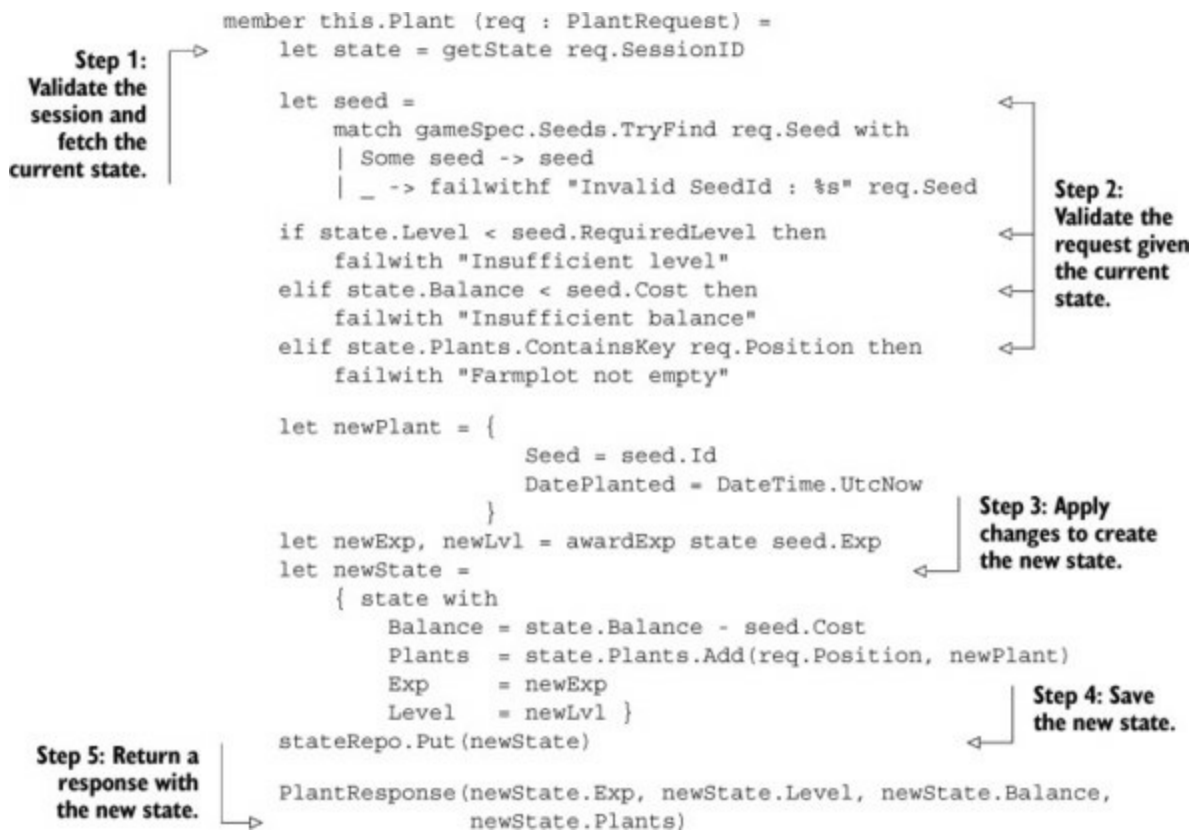 member this.Plant (req : PlantRequest) =
Step 1:
Validate the
session and
fetch the
current state.
let state = getState req.SessionID
let seed =
match gameSpec.Seeds.TryFind req.Seed with
| Some seed -> seed
| _ -> failwithf "Invalid SeedId : %s" req.Seed
Step 2:
Validate the
request given
the current
state.
if state.Level < seed.RequiredLevel then
failwith "Insufficient level"
elif state.Balance < seed.Cost then
failwith "Insufficient balance"
elif state.Plants.ContainsKey req.Position then
failwith "Farmplot not empty"
let newPlant = {
Seed = seed.Id
DatePlanted = DateTime.UtcNow
}
Step 3: Apply
changes to create
the new state.
let newExp, newLvl = awardExp state seed.Exp
let newState =
{ state with
Balance = state.Balance - seed.Cost
Plants = state.Plants.Add(req.Position, newPlant)
Exp = newExp
Level = newLvl }
Step 4: Save
the new state.
stateRepo.Put(newState)
Step 5: Return a
response with
the new state.
PlantResponse(newState.Exp, newState.Level, newState.Balance,
newState.Plants)